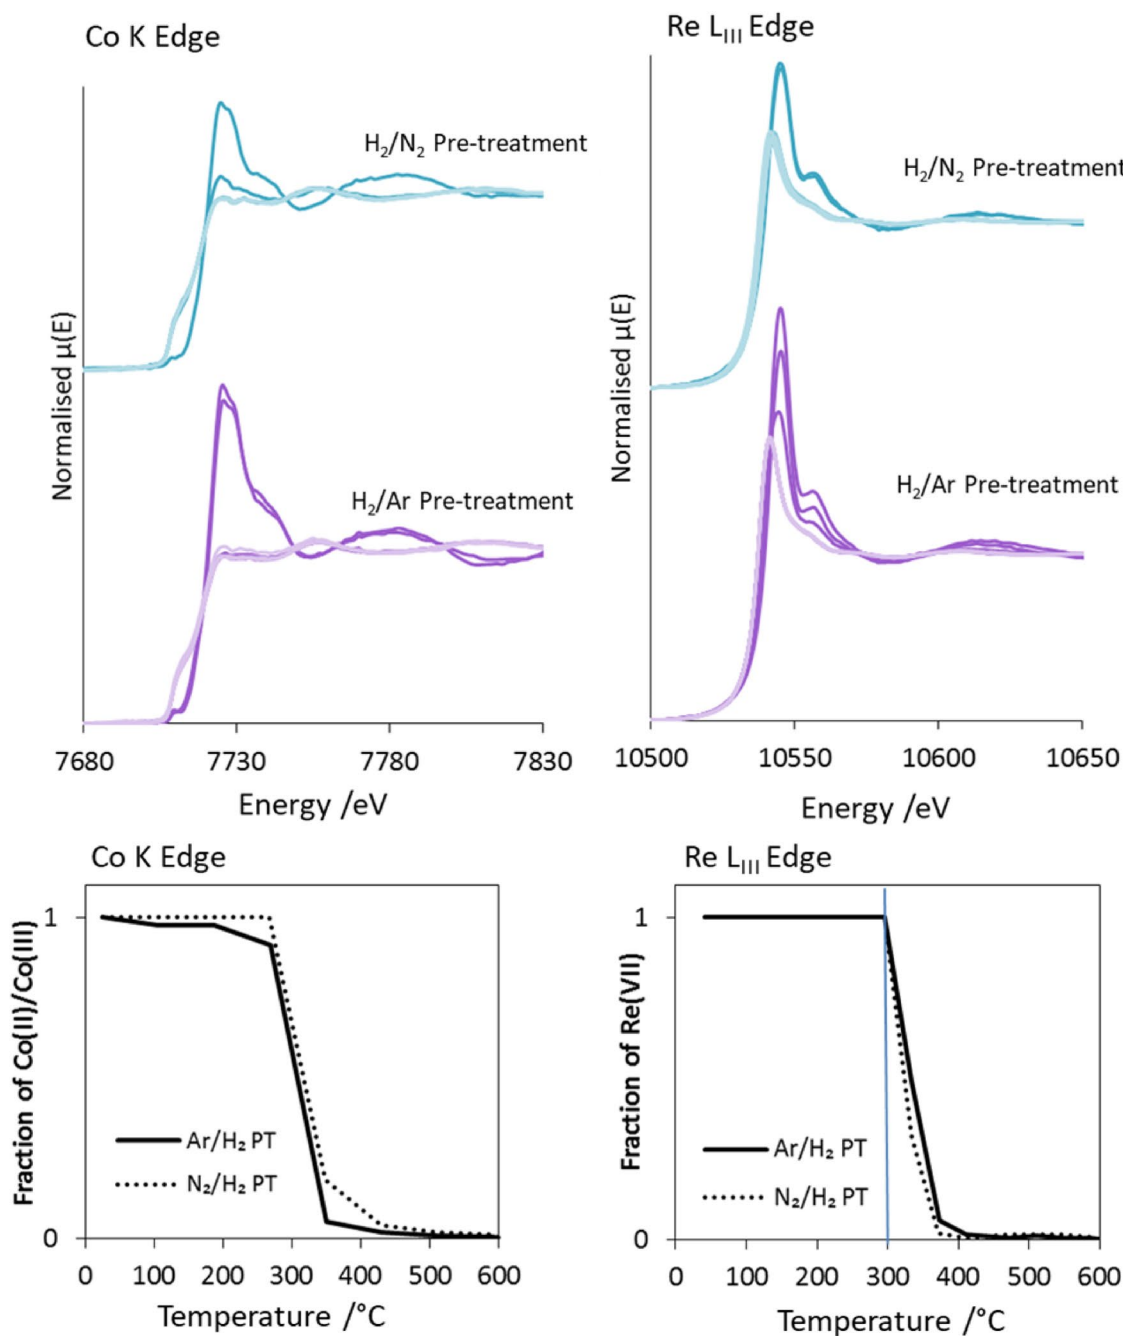 Co K Edge
Re L_III Edge
H₂/N₂ Pre-treatment
H₂/N₂ Pre-treatment
Normalised µ(E)
Normalised µ(E)
H₂/Ar Pre-treatment
H₂/Ar Pre-treatment
7680 7730 7780 7830
10500 10550 10600 10650
Energy /eV
Energy /eV
Co K Edge
Re L_III Edge
Fraction of Co(II)/Co(III)
1
0
Ar/H₂ PT
N₂/H₂ PT
0 100 200 300 400 500 600
Temperature /°C
Fraction of Re(VII)
1
0
Ar/H₂ PT
N₂/H₂ PT
0 100 200 300 400 500 600
Temperature /°C